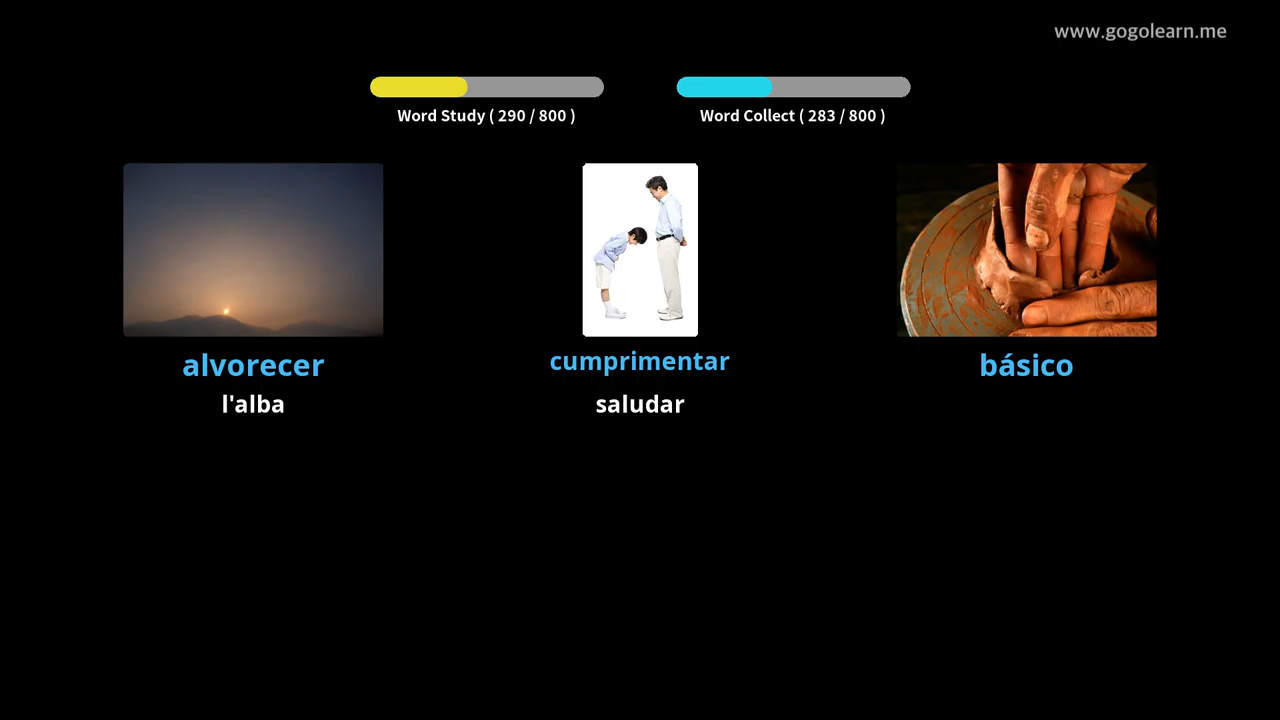 www.gogolearn.me
Word Study ( 290 / 800 )
Word Collect ( 283 / 800 )
alvorecer
l'alba
cumprimentar
saludar
básico